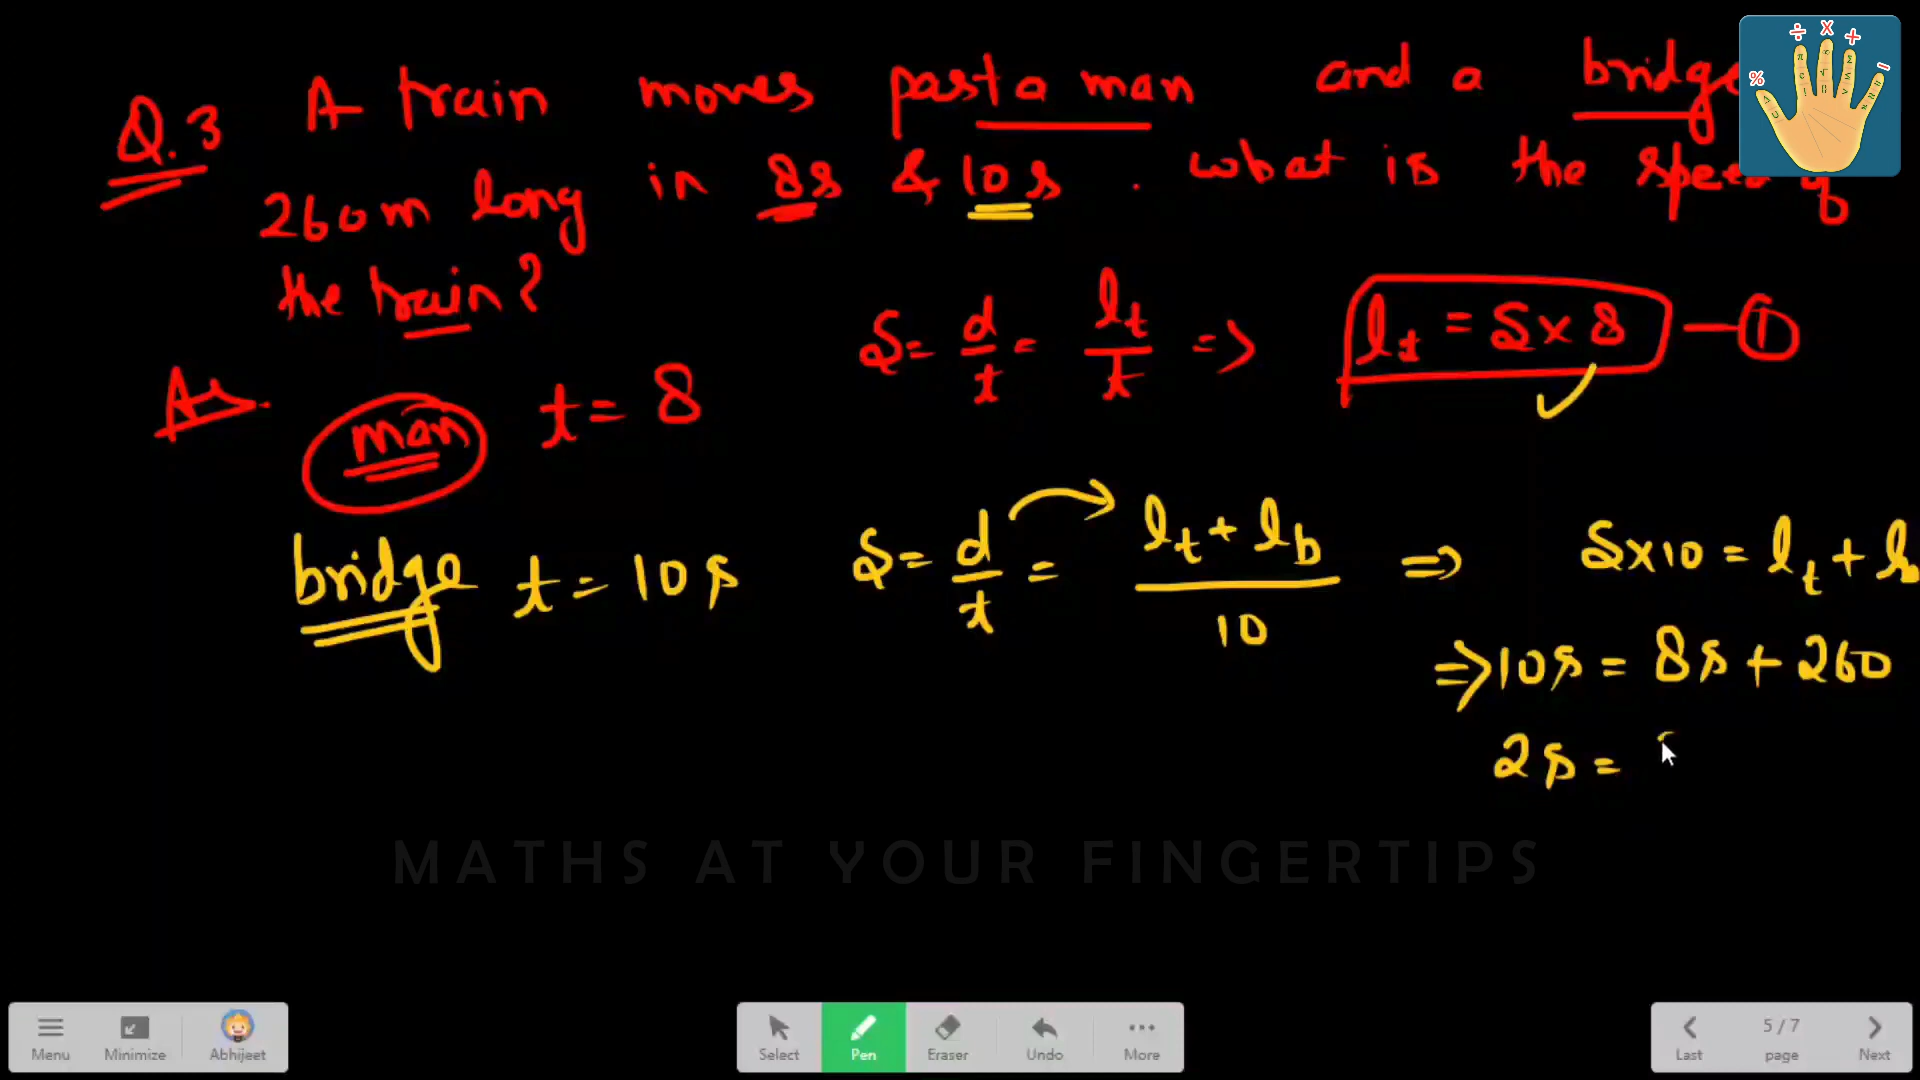 Q.3 A train moves past a man and a bridge
260m long in 8s & 10s . what is the speed of
the train?
S = d/t = lt/t => lt = S x 8 — 1
As.
man t = 8
bridge t = 10s S = d/t = lt + lb / 10 => S x 10 = lt + lb
=> 10s = 8s + 260
2s =
MATHS AT YOUR FINGERTIPS
Menu Minimize Abhijeet Select Pen Eraser Undo More Last 5 / 7 page Next